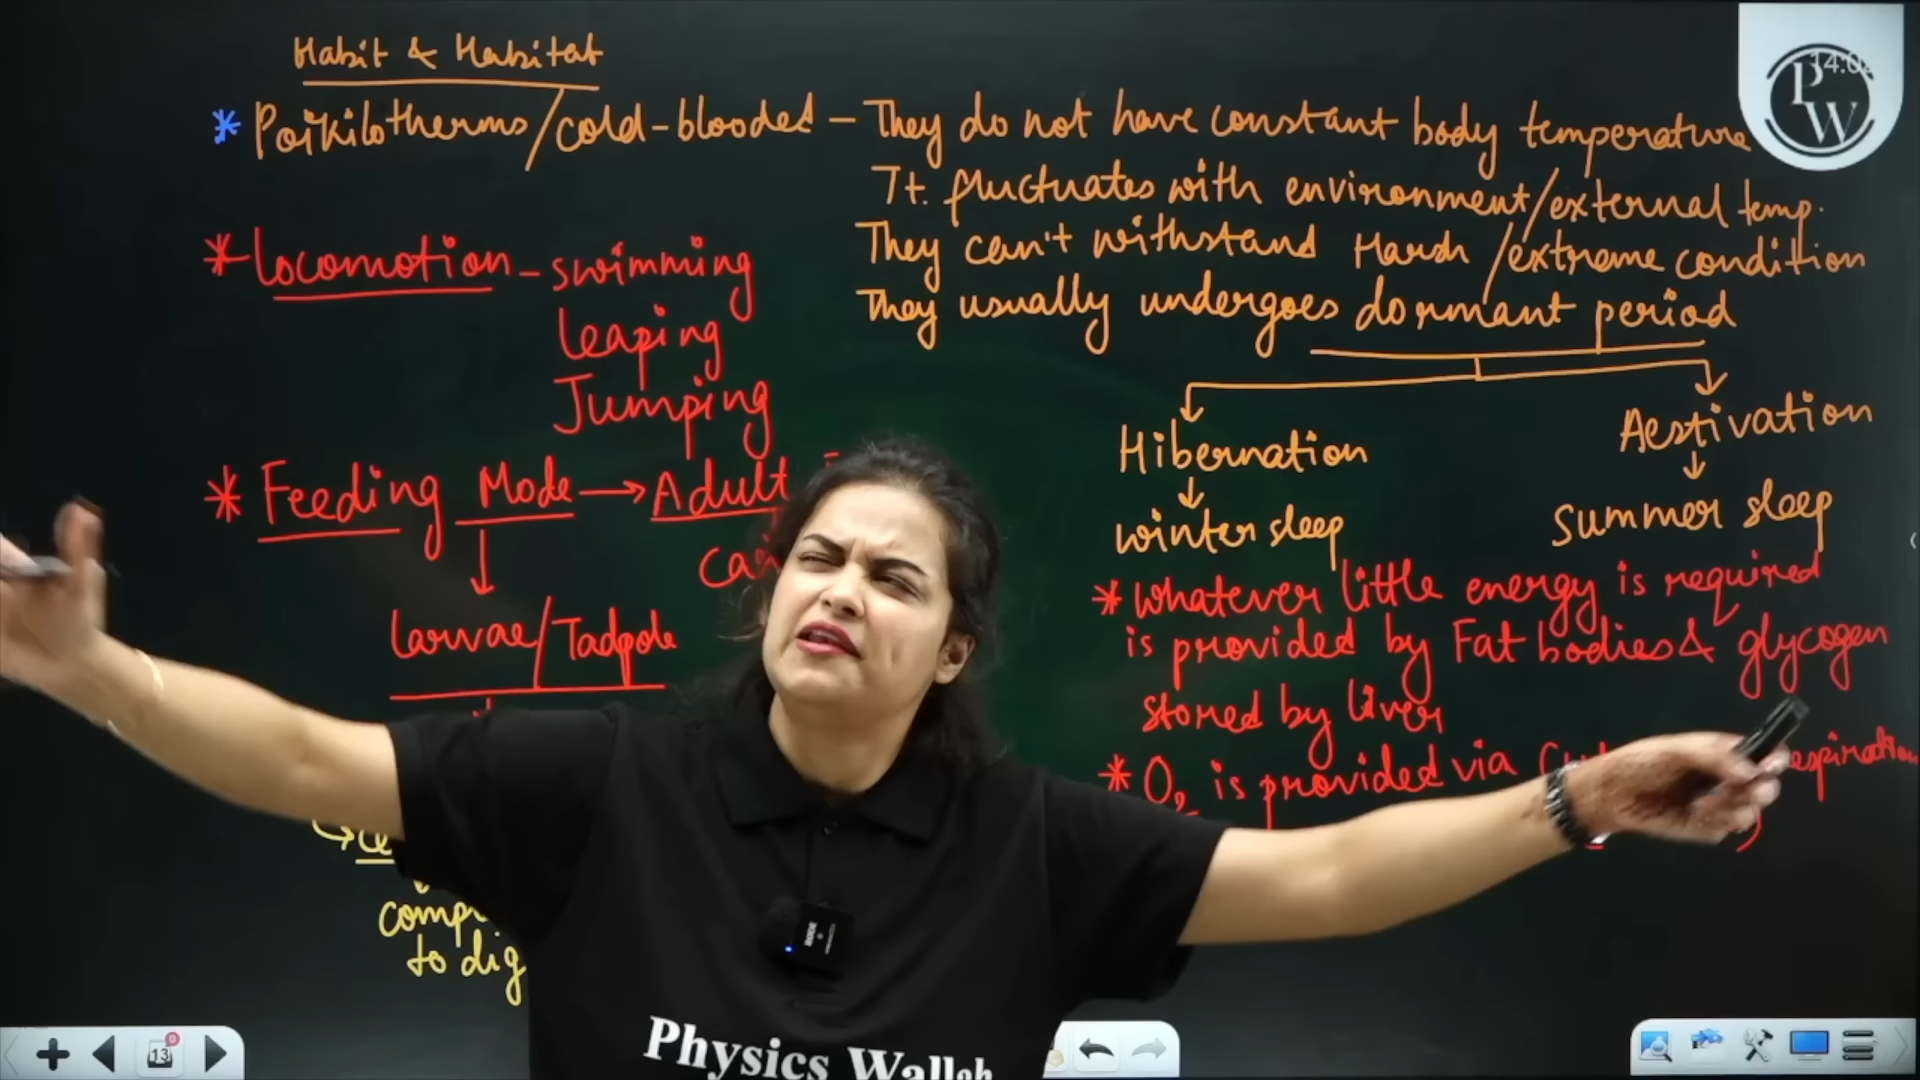 Habit & Habitat
* Poikilotherms/cold-blooded – They do not have constant body temperature
It fluctuates with environment/external temp.
They can't withstand Harsh/extreme condition
They usually undergoes dormant period
* Locomotion – swimming
Leaping
Jumping
* Feeding Mode → Adult
Larvae/Tadpole
to
Hibernation
winter sleep
Aestivation
Summer sleep
* Whatever little energy is required
is provided by Fat bodies & glycogen
stored by liver
* O2 is provided via
PW
13
0
Physics Wallah